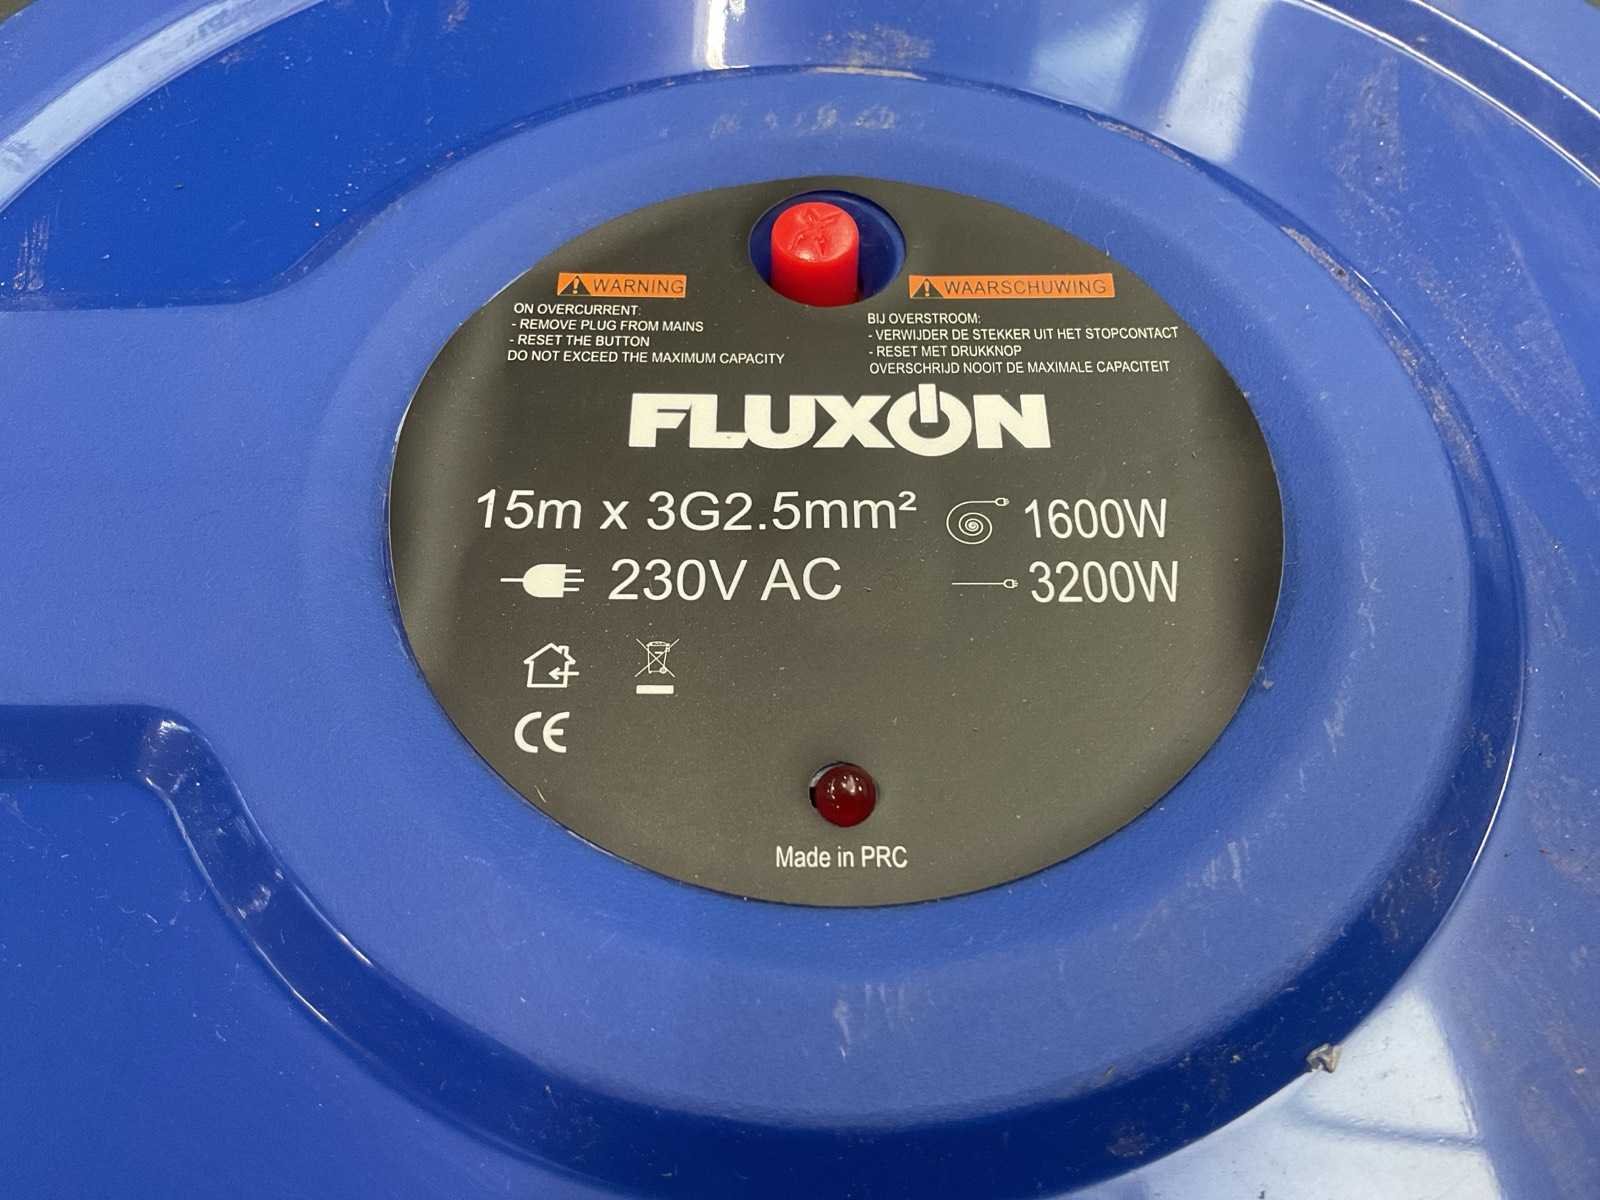 WARNING
ON OVERCURRENT:
- REMOVE PLUG FROM MAINS
- RESET THE BUTTON
DO NOT EXCEED THE MAXIMUM CAPACITY
WAARSCHUWING
BIJ OVERSTROOM:
- VERWIJDER DE STEKKER UIT HET STOPCONTACT
- RESET MET DRUKKNOP
OVERSCHRIJD NOOIT DE MAXIMALE CAPACITEIT
FLUXON
15m x 3G2.5mm²
230V AC
1600W
3200W
CE
Made in PRC